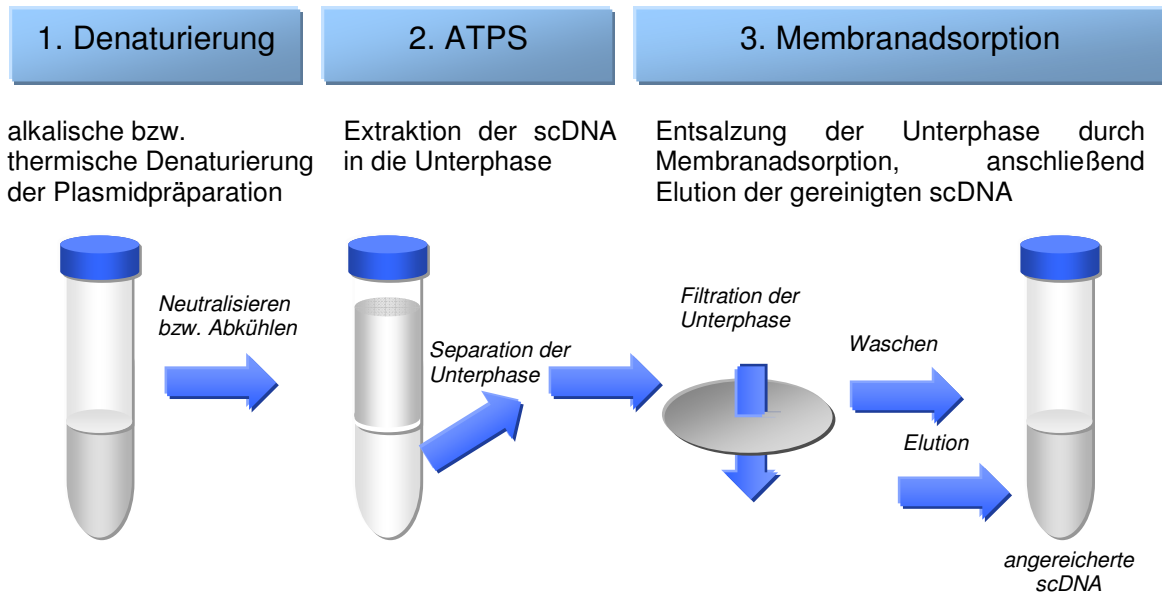 1. Denaturierung
2. ATPS
3. Membranadsorption
alkalische bzw.
thermische Denaturierung
der Plasmidpräparation
Extraktion der scDNA
in die Unterphase
Entsalzung der Unterphase durch
Membranadsorption, anschließend
Elution der gereinigten scDNA
Neutralisieren
bzw. Abkühlen
Separation der
Unterphase
Filtration der
Unterphase
Waschen
Elution
angereicherte
scDNA